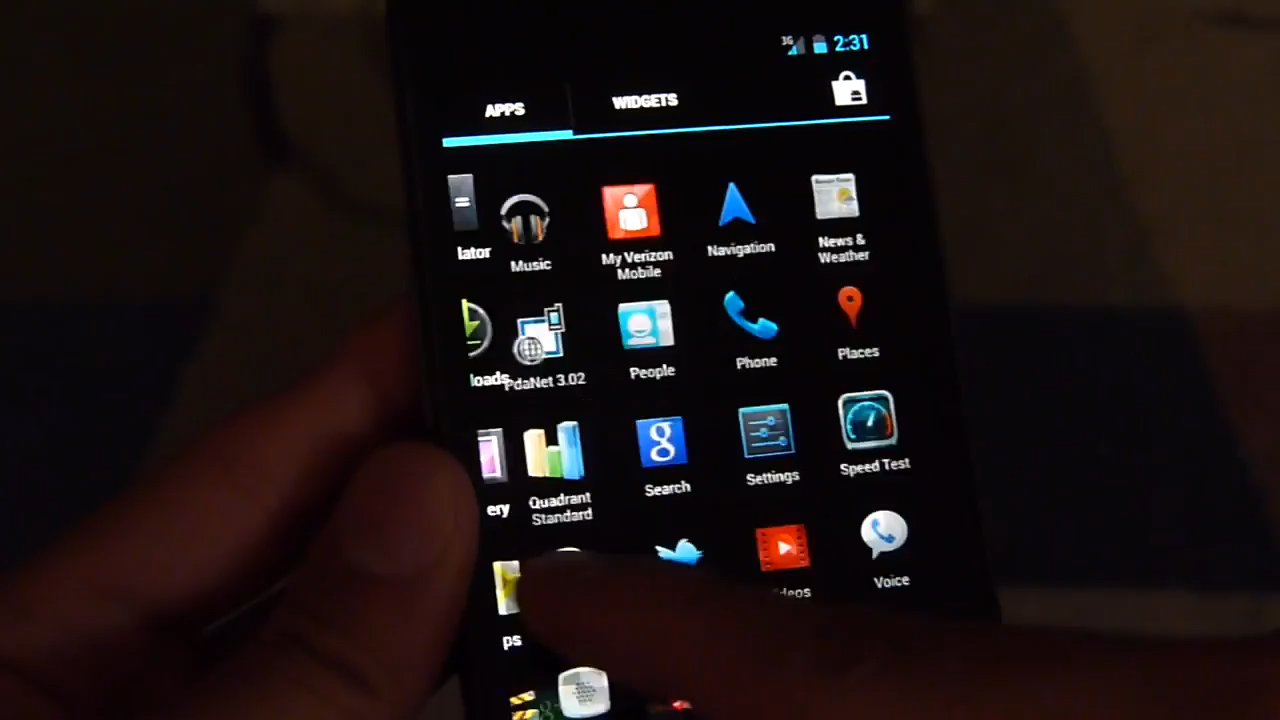 3G 2:31
APPS WIDGETS
lator Music My Verizon
Mobile Navigation News &
Weather
loads PdaNet 3.02 People Phone Places
ery Quadrant
Standard Search Settings Speed Test
ps deos Voice